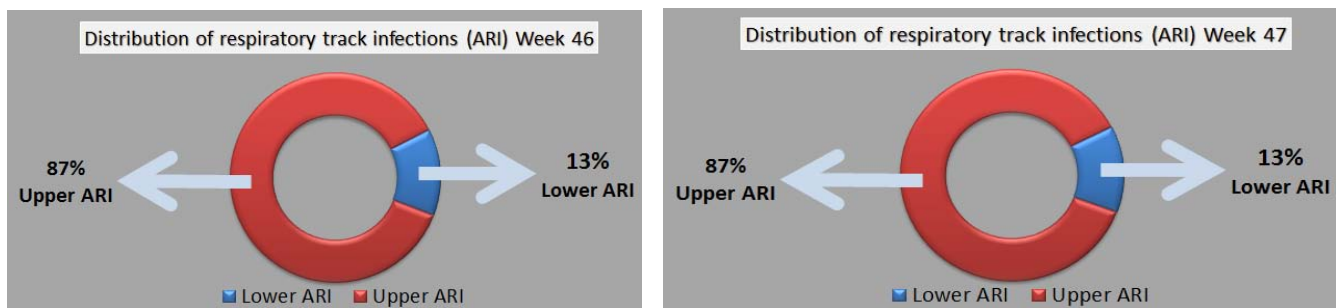 Distribution of respiratory track infections (ARI) Week 46
87%
Upper ARI
13%
Lower ARI
Lower ARI Upper ARI
Distribution of respiratory track infections (ARI) Week 47
87%
Upper ARI
13%
Lower ARI
Lower ARI Upper ARI